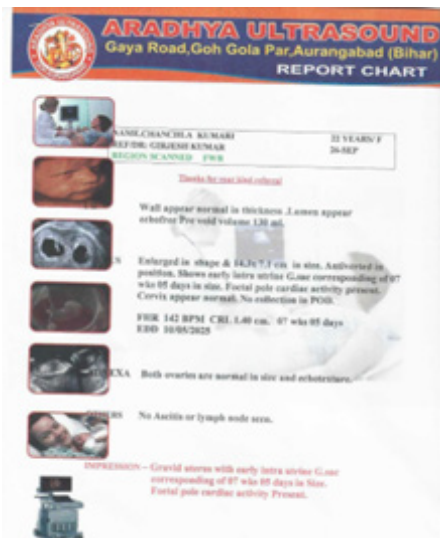 ARADHYA ULTRASOUND
Gaya Road,Goh Gola Par,Aurangabad (Bihar)
REPORT CHART
NAME.CHANCHLA KUMARI 22 YEARS/ F
REF/DR: GIRJESH KUMAR 26-SEP
REGION SCANNED FWB
Thanks for your kind referral
Wall appear normal in thickness .Lumen appear
echofree Pre void volume 130 ml.
Enlarged in shape & 14.3x 7.1 cm in size. Antiverted in
position. Shows early intra utrine G.sac corresponding of 07
wks 05 days in size. Foetal pole cardiac activity present.
Cervix appear normal. No collection in POD.
FHR 142 BPM CRL 1.40 cm. 07 wks 05 days
EDD 10/05/2025
EXA Both ovaries are normal in size and echotexture.
No Ascitis or lymph node seen.
IMPRESSION – Gravid uterus with early intra utrine G.sac
corresponding of 07 wks 05 days in Size.
Foetal pole cardiac activity Present.